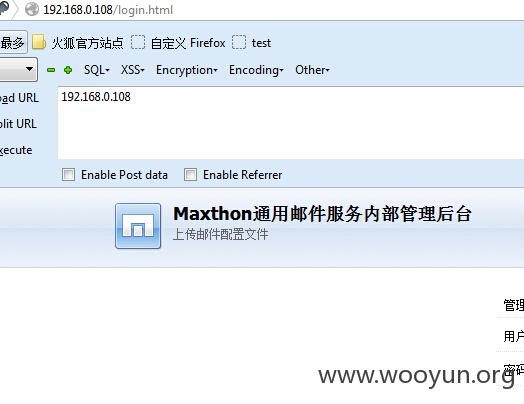 192.168.0.108/login.html
最多 火狐官方站点 自定义 Firefox test
SQL- XSS- Encryption- Encoding- Other-
ad URL 192.168.0.108
plit URL
xecute
Enable Post data Enable Referrer
Maxthon通用邮件服务内部管理后台
上传邮件配置文件
管理
用户
密码
www.wooyun.org